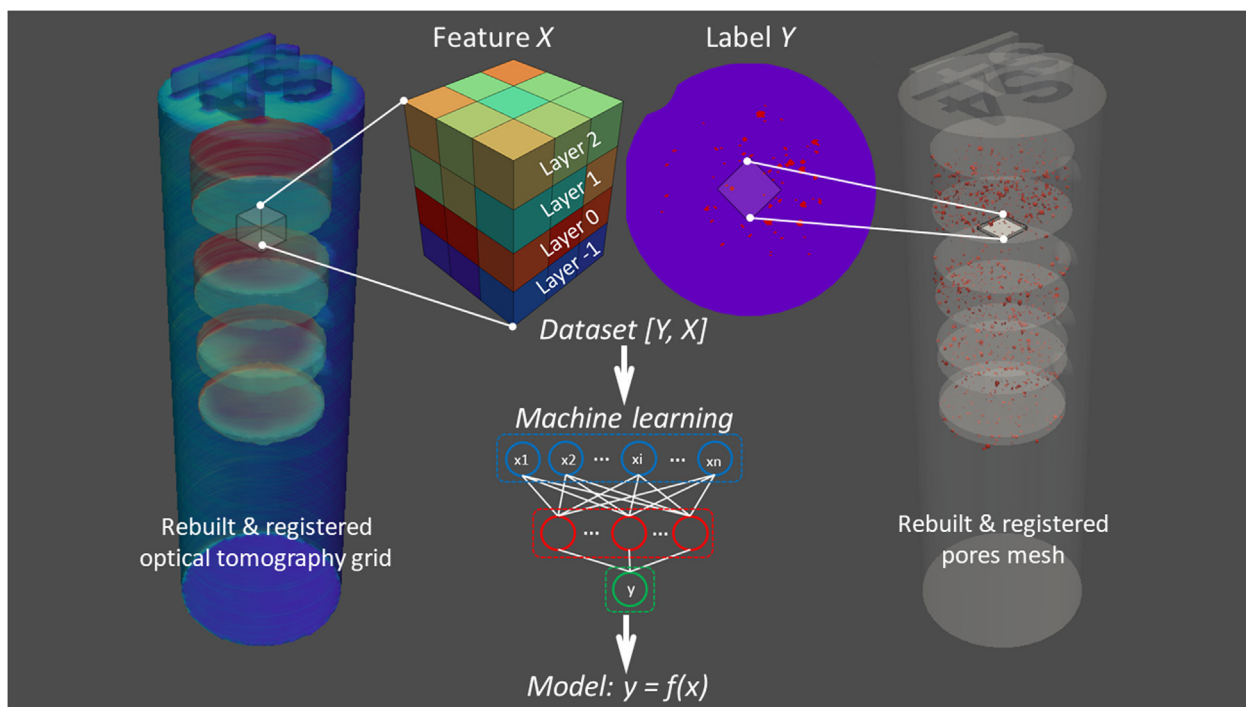 Feature X
Label Y
Layer 2
Layer 1
Layer 0
Layer -1
Dataset [Y, X]
Machine learning
x1 x2 ... xi ... xn
... ...
y
Model: y = f(x)
Rebuilt & registered
optical tomography grid
Rebuilt & registered
pores mesh